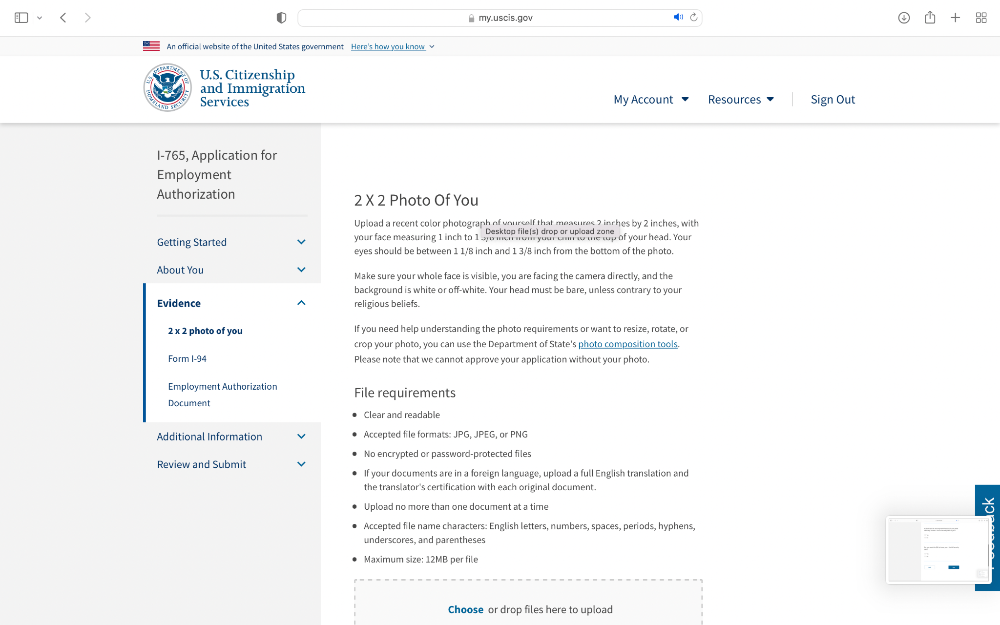 my.uscis.gov
An official website of the United States government Here's how you know
U.S. DEPARTMENT OF HOMELAND SECURITY
U.S. Citizenship
and Immigration
Services
My Account
Resources
Sign Out
I-765, Application for
Employment
Authorization
Getting Started
About You
Evidence
2 x 2 photo of you
Form I-94
Employment Authorization
Document
Additional Information
Review and Submit
2 X 2 Photo Of You
Upload a recent color photograph of yourself that measures 2 inches by 2 inches, with
Desktop file(s) drop or upload zone
your face measuring 1 inch to 1 3/8 inch from your chin to the top of your head. Your
eyes should be between 1 1/8 inch and 1 3/8 inch from the bottom of the photo.
Make sure your whole face is visible, you are facing the camera directly, and the
background is white or off-white. Your head must be bare, unless contrary to your
religious beliefs.
If you need help understanding the photo requirements or want to resize, rotate, or
crop your photo, you can use the Department of State's photo composition tools.
Please note that we cannot approve your application without your photo.
File requirements
Clear and readable
Accepted file formats: JPG, JPEG, or PNG
No encrypted or password-protected files
If your documents are in a foreign language, upload a full English translation and
the translator's certification with each original document.
Upload no more than one document at a time
Accepted file name characters: English letters, numbers, spaces, periods, hyphens,
underscores, and parentheses
Maximum size: 12MB per file
Choose or drop files here to upload
Feedback